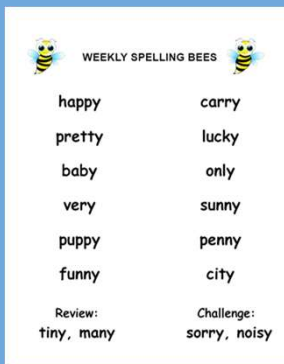 WEEKLY SPELLING BEES
happy carry
pretty lucky
baby only
very sunny
puppy penny
funny city
Review: Challenge:
tiny, many sorry, noisy